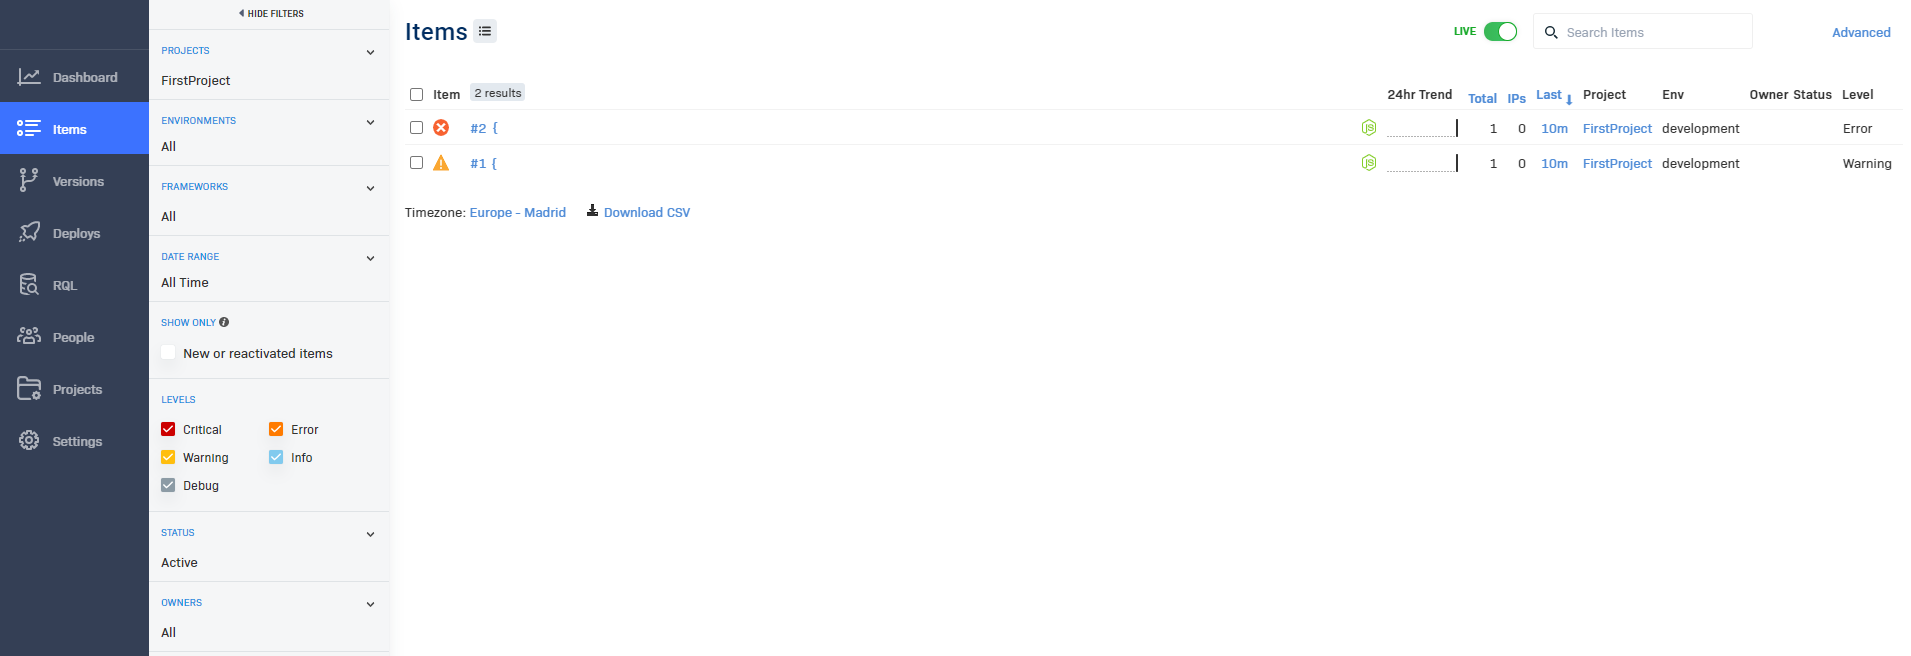 HIDE FILTERS
Dashboard
Items
Versions
Deploys
RQL
People
Projects
Settings
PROJECTS
FirstProject
ENVIRONMENTS
All
FRAMEWORKS
All
DATE RANGE
All Time
SHOW ONLY
New or reactivated items
LEVELS
Critical Error
Warning Info
Debug
STATUS
Active
OWNERS
All
Items
LIVE
Search Items
Advanced
Item 2 results 24hr Trend Total IPs Last Project Env Owner Status Level
#2 { JS 1 0 10m FirstProject development Error
#1 { JS 1 0 10m FirstProject development Warning
Timezone: Europe - Madrid Download CSV